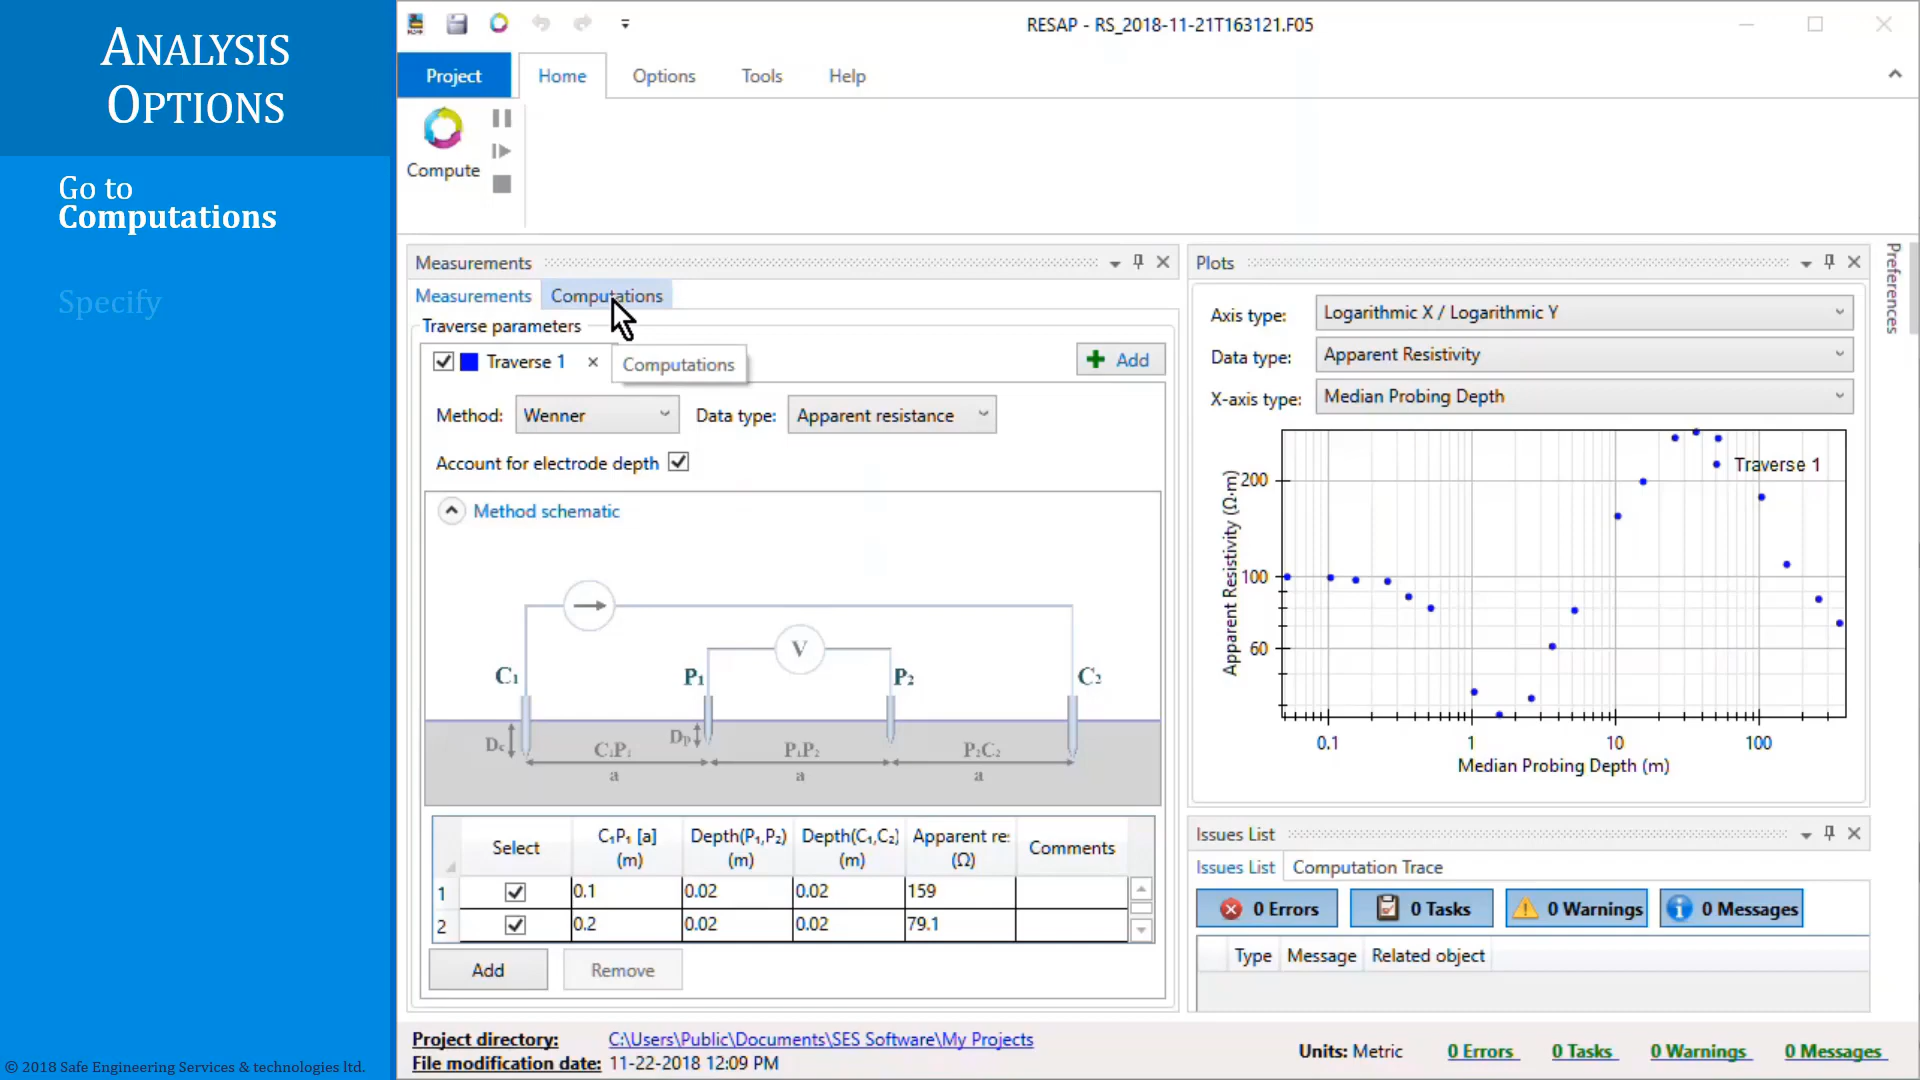 ANALYSIS
OPTIONS
Go to
Computations
Specify
© 2018 Safe Engineering Services & technologies ltd.
RESAP - RS_2018-11-21T163121.F05
Project Home Options Tools Help
Compute
Measurements
Measurements Computations
Traverse parameters
Traverse 1
Computations
Add
Method: Wenner Data type: Apparent resistance
Account for electrode depth
Method schematic
V
C₁ P₁ P₂ C₂
Dc Dp
C₁P₁ P₁P₂ P₂C₂
a a a
Select C₁P₁ [a] (m) Depth(P₁,P₂) (m) Depth(C₁,C₂) (m) Apparent re: (Ω) Comments
1 0.1 0.02 0.02 159
2 0.2 0.02 0.02 79.1
Add Remove
Plots
Preferences
Axis type: Logarithmic X / Logarithmic Y
Data type: Apparent Resistivity
X-axis type: Median Probing Depth
Apparent Resistivity (Ω·m)
Traverse 1
200
100
60
0.1 1 10 100
Median Probing Depth (m)
Issues List
Issues List Computation Trace
0 Errors 0 Tasks 0 Warnings 0 Messages
Type Message Related object
Project directory: C:\Users\Public\Documents\SES Software\My Projects
File modification date: 11-22-2018 12:09 PM
Units: Metric 0 Errors 0 Tasks 0 Warnings 0 Messages